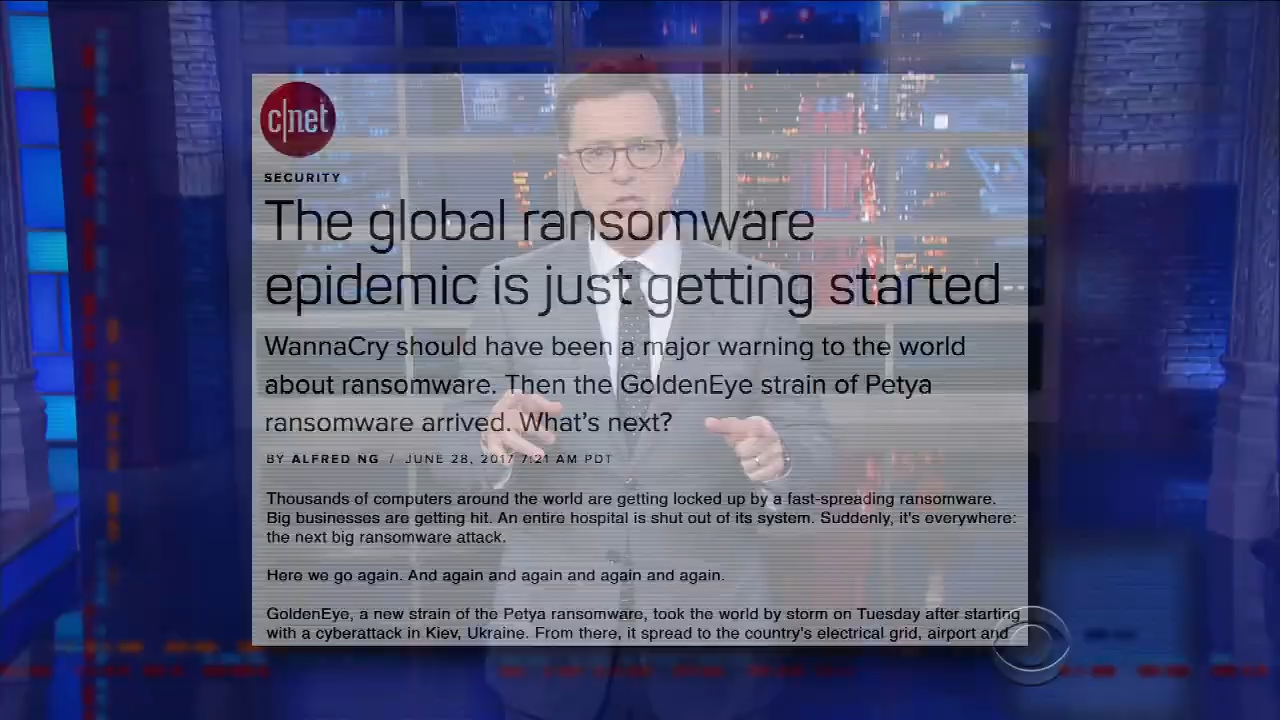 c|net
SECURITY
The global ransomware
epidemic is just getting started
WannaCry should have been a major warning to the world
about ransomware. Then the GoldenEye strain of Petya
ransomware arrived. What's next?
BY ALFRED NG / JUNE 28, 2017 7:21 AM PDT
Thousands of computers around the world are getting locked up by a fast-spreading ransomware.
Big businesses are getting hit. An entire hospital is shut out of its system. Suddenly, it's everywhere:
the next big ransomware attack.
Here we go again. And again and again and again and again.
GoldenEye, a new strain of the Petya ransomware, took the world by storm on Tuesday after starting
with a cyberattack in Kiev, Ukraine. From there, it spread to the country's electrical grid, airport and